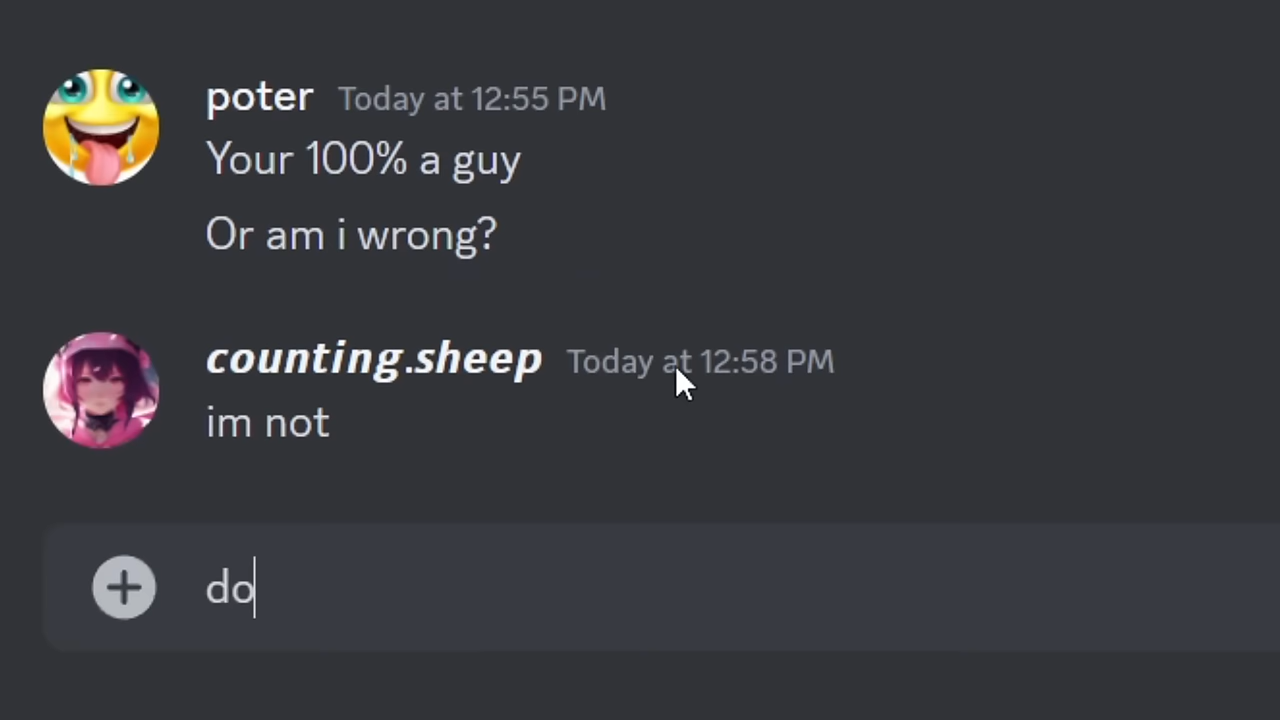 poter Today at 12:55 PM
Your 100% a guy
Or am i wrong?
counting.sheep Today at 12:58 PM
im not
do